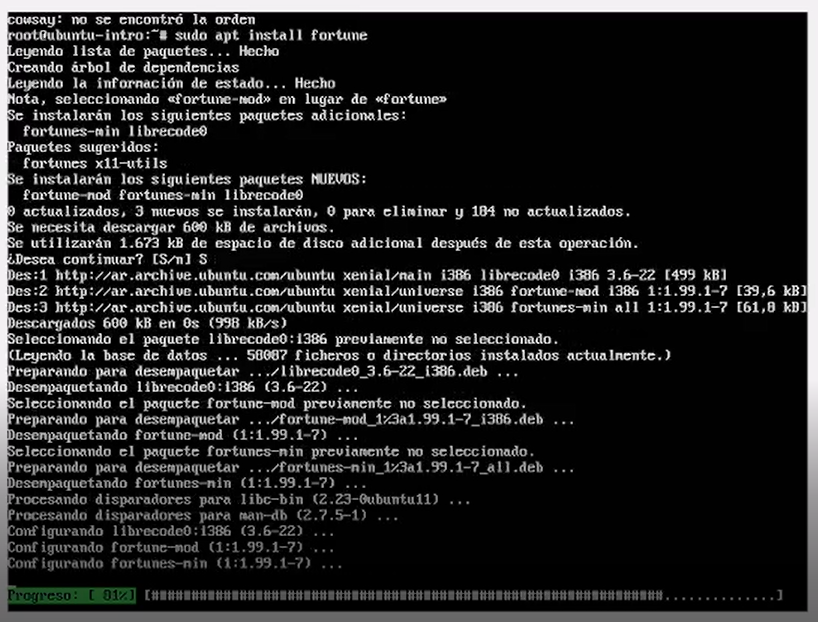 cowsay: no se encontró la orden
root@ubuntu-intro:~# sudo apt install fortune
Leyendo lista de paquetes... Hecho
Creando árbol de dependencias
Leyendo la información de estado... Hecho
Nota, seleccionando «fortune-mod» en lugar de «fortune»
Se instalarán los siguientes paquetes adicionales:
fortunes-min librecode0
Paquetes sugeridos:
fortunes x11-utils
Se instalarán los siguientes paquetes NUEVOS:
fortune-mod fortunes-min librecode0
0 actualizados, 3 nuevos se instalarán, 0 para eliminar y 184 no actualizados.
Se necesita descargar 600 kB de archivos.
Se utilizarán 1.673 kB de espacio de disco adicional después de esta operación.
¿Desea continuar? [S/n] S
Des:1 http://ar.archive.ubuntu.com/ubuntu xenial/main i386 librecode0 i386 3.6-22 [499 kB]
Des:2 http://ar.archive.ubuntu.com/ubuntu xenial/universe i386 fortune-mod i386 1:1.99.1-7 [39,6 kB]
Des:3 http://ar.archive.ubuntu.com/ubuntu xenial/universe i386 fortunes-min all 1:1.99.1-7 [61,8 kB]
Descargados 600 kB en 0s (998 kB/s)
Seleccionando el paquete librecode0:i386 previamente no seleccionado.
(Leyendo la base de datos ... 58087 ficheros o directorios instalados actualmente.)
Preparando para desempaquetar .../librecode0_3.6-22_i386.deb ...
Desempaquetando librecode0:i386 (3.6-22) ...
Seleccionando el paquete fortune-mod previamente no seleccionado.
Preparando para desempaquetar .../fortune-mod_1%3a1.99.1-7_i386.deb ...
Desempaquetando fortune-mod (1:1.99.1-7) ...
Seleccionando el paquete fortunes-min previamente no seleccionado.
Preparando para desempaquetar .../fortunes-min_1%3a1.99.1-7_all.deb ...
Desempaquetando fortunes-min (1:1.99.1-7) ...
Procesando disparadores para libc-bin (2.23-0ubuntu11) ...
Procesando disparadores para man-db (2.7.5-1) ...
Configurando librecode0:i386 (3.6-22) ...
Configurando fortune-mod (1:1.99.1-7) ...
Configurando fortunes-min (1:1.99.1-7) ...
Progreso: [ 81%] [################################################################..............]